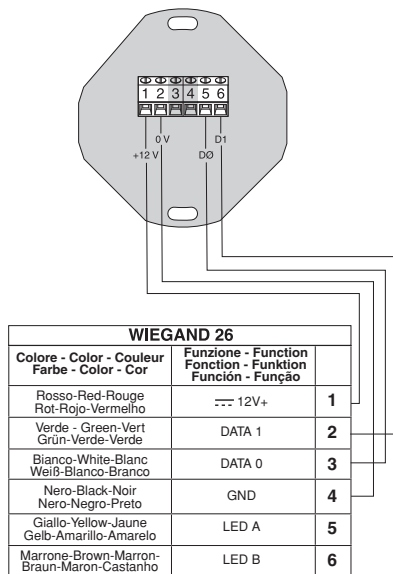 1 2 3 4 5 6
0 V
D1
+12 V
DØ
WIEGAND 26
Colore - Color - Couleur
Farbe - Color - Cor
Funzione - Function
Fonction - Funktion
Función - Função
Rosso-Red-Rouge
Rot-Rojo-Vermelho
12V+
1
Verde - Green-Vert
Grün-Verde-Verde
DATA 1
2
Bianco-White-Blanc
Weiß-Blanco-Branco
DATA 0
3
Nero-Black-Noir
Nero-Negro-Preto
GND
4
Giallo-Yellow-Jaune
Gelb-Amarillo-Amarelo
LED A
5
Marrone-Brown-Marron-
Braun-Maron-Castanho
LED B
6